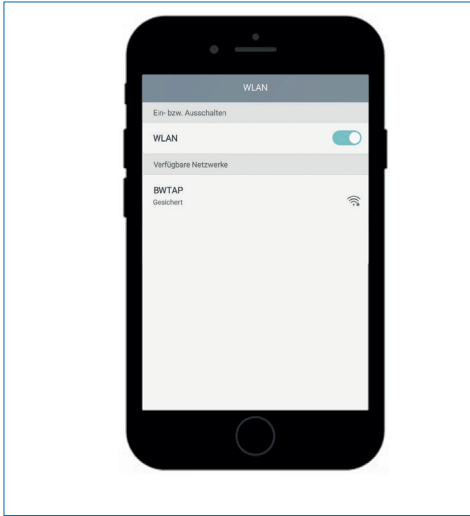 WLAN
Ein- bzw. Ausschalten
WLAN
Verfügbare Netzwerke
BWTAP
Gesichert